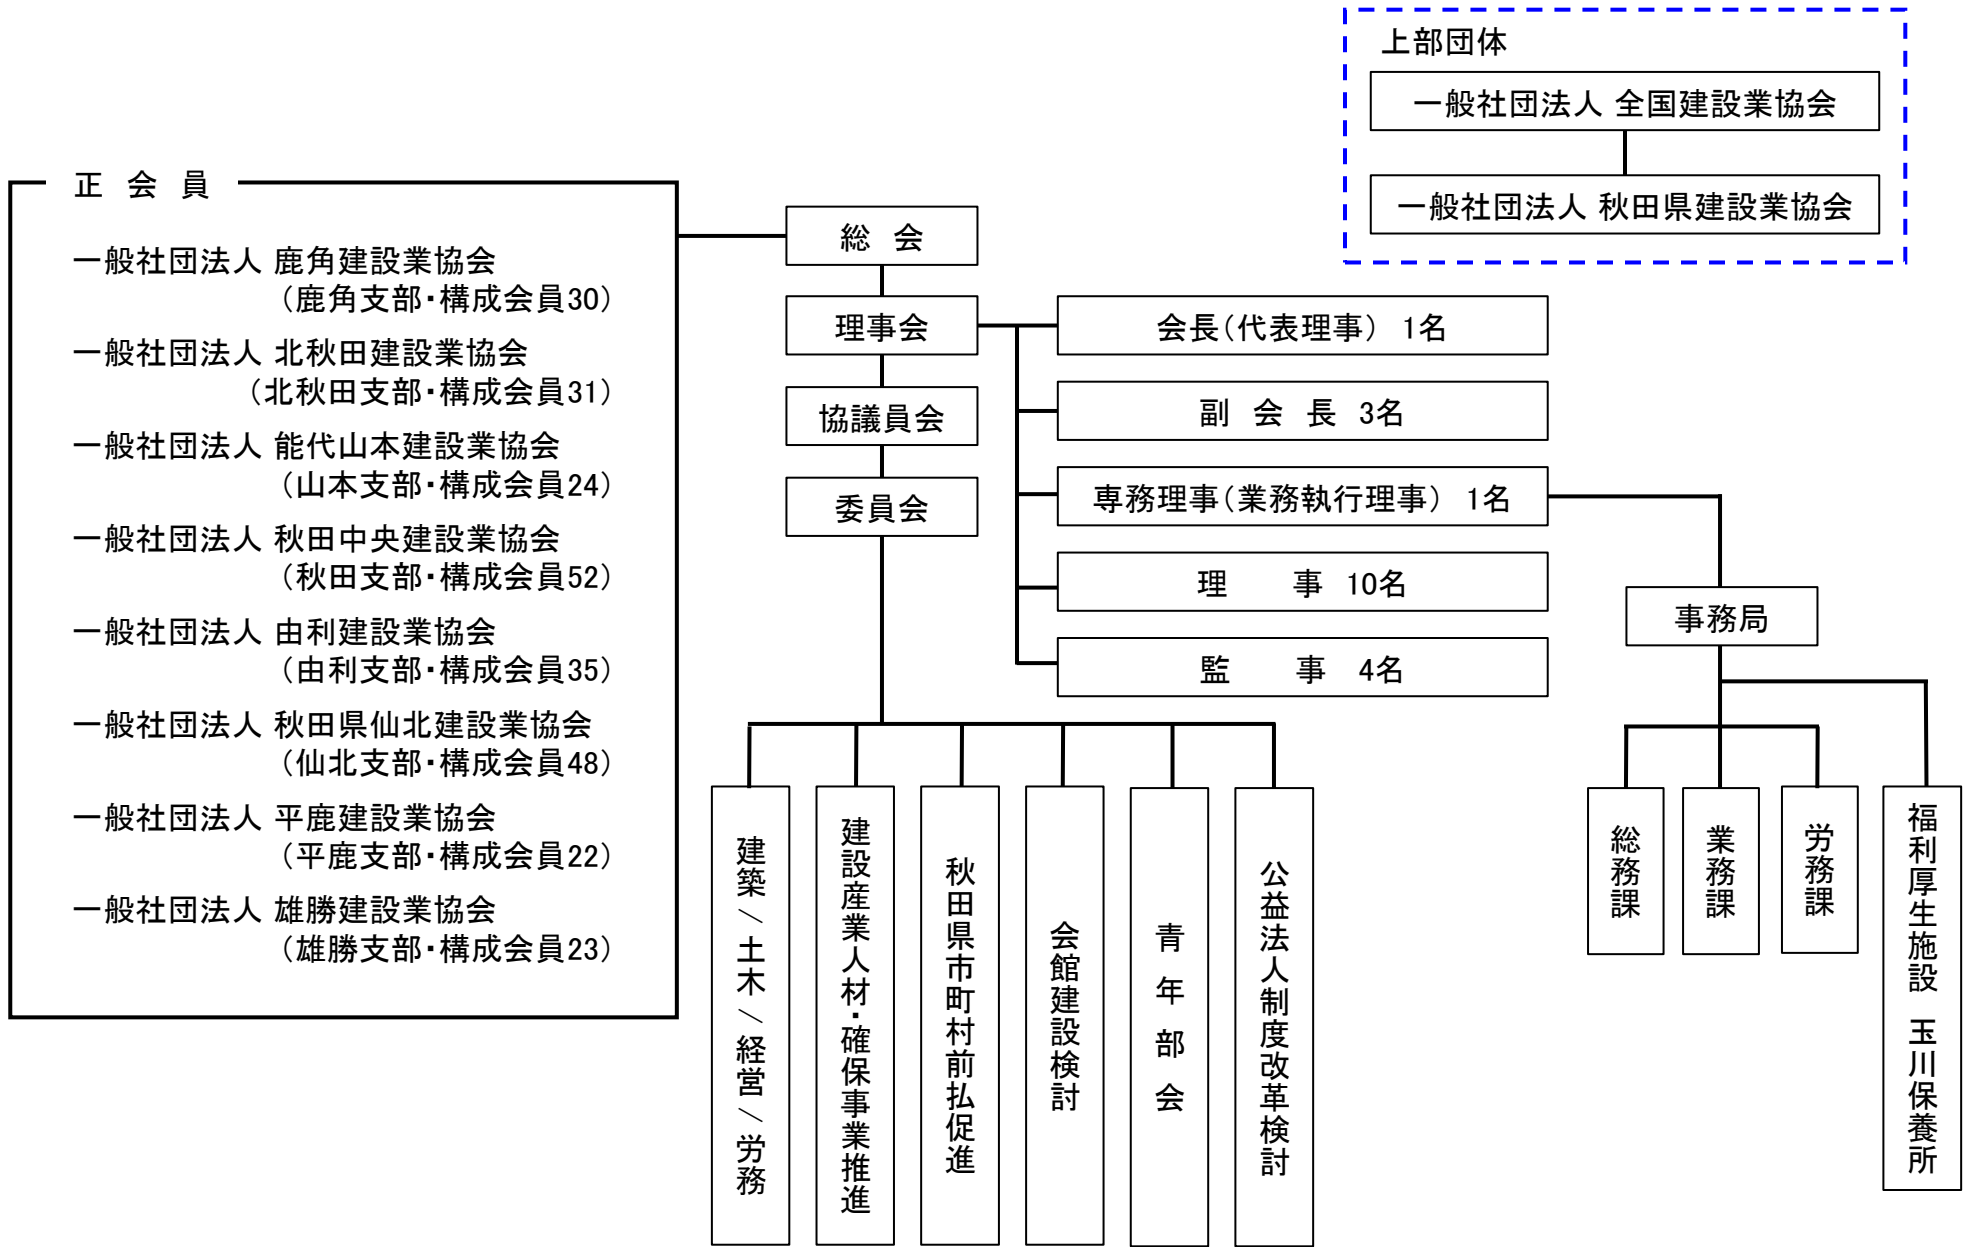 上部団体
一般社団法人 全国建設業協会
一般社団法人 秋田県建設業協会
正 会 員
一般社団法人 鹿角建設業協会
（鹿角支部・構成会員30）
一般社団法人 北秋田建設業協会
（北秋田支部・構成会員31）
一般社団法人 能代山本建設業協会
（山本支部・構成会員24）
一般社団法人 秋田中央建設業協会
（秋田支部・構成会員52）
一般社団法人 由利建設業協会
（由利支部・構成会員35）
一般社団法人 秋田県仙北建設業協会
（仙北支部・構成会員48）
一般社団法人 平鹿建設業協会
（平鹿支部・構成会員22）
一般社団法人 雄勝建設業協会
（雄勝支部・構成会員23）
総 会
理事会
協議員会
委員会
会長（代表理事） 1名
副 会 長 3名
専務理事（業務執行理事） 1名
理 事 10名
監 事 4名
事務局
建築／土木／経営／労務
建設産業人材・確保事業推進
秋田県市町村前払促進
会館建設検討
青年部会
公益法人制度改革検討
総務課
業務課
労務課
福利厚生施設 玉川保養所